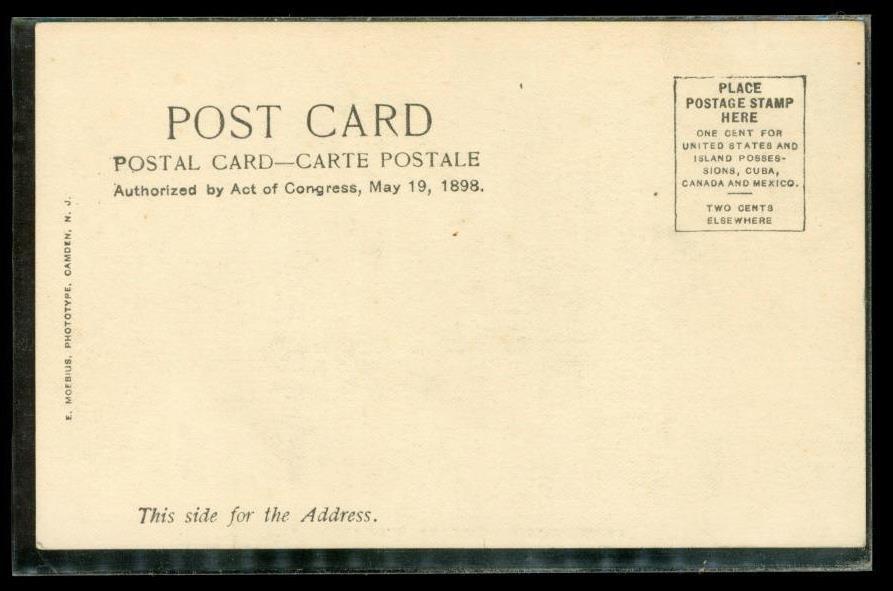 POST CARD
POSTAL CARD—CARTE POSTALE
Authorized by Act of Congress, May 19, 1898.
PLACE
POSTAGE STAMP
HERE
ONE CENT FOR
UNITED STATES AND
ISLAND POSSES-
SIONS, CUBA,
CANADA AND MEXICO.
TWO CENTS
ELSEWHERE
E. MOEBIUS, PHOTOTYPE, CAMDEN, N. J.
This side for the Address.